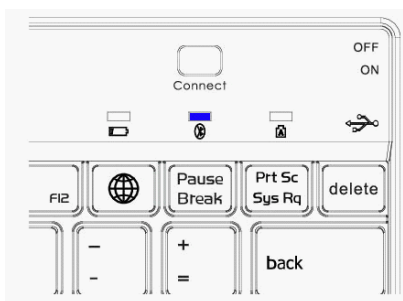 OFF
Connect
ON
A
F12
Pause
Break
Prt Sc
Sys Rq
delete
–
-
+
=
back